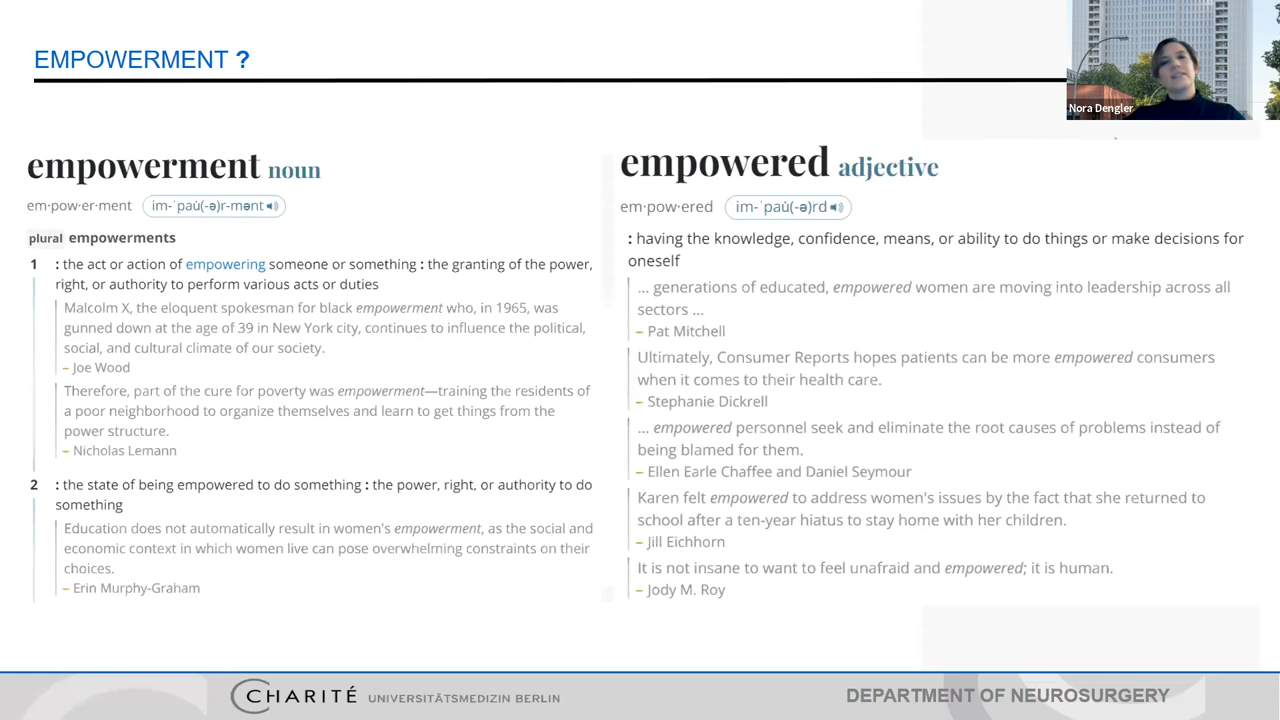 EMPOWERMENT ?
Nora Dengler
empowerment noun
em·pow·er·ment im-ˈpau̇(-ə)r-mənt
plural empowerments
1 : the act or action of empowering someone or something : the granting of the power,
right, or authority to perform various acts or duties
Malcolm X, the eloquent spokesman for black empowerment who, in 1965, was
gunned down at the age of 39 in New York city, continues to influence the political,
social, and cultural climate of our society.
– Joe Wood
Therefore, part of the cure for poverty was empowerment—training the residents of
a poor neighborhood to organize themselves and learn to get things from the
power structure.
– Nicholas Lemann
2 : the state of being empowered to do something : the power, right, or authority to do
something
Education does not automatically result in women's empowerment, as the social and
economic context in which women live can pose overwhelming constraints on their
choices.
– Erin Murphy-Graham
empowered adjective
em·pow·ered im-ˈpau̇(-ə)rd
: having the knowledge, confidence, means, or ability to do things or make decisions for
oneself
... generations of educated, empowered women are moving into leadership across all
sectors ...
– Pat Mitchell
Ultimately, Consumer Reports hopes patients can be more empowered consumers
when it comes to their health care.
– Stephanie Dickrell
... empowered personnel seek and eliminate the root causes of problems instead of
being blamed for them.
– Ellen Earle Chaffee and Daniel Seymour
Karen felt empowered to address women's issues by the fact that she returned to
school after a ten-year hiatus to stay home with her children.
– Jill Eichhorn
It is not insane to want to feel unafraid and empowered; it is human.
– Jody M. Roy
CHARITÉ UNIVERSITÄTSMEDIZIN BERLIN
DEPARTMENT OF NEUROSURGERY